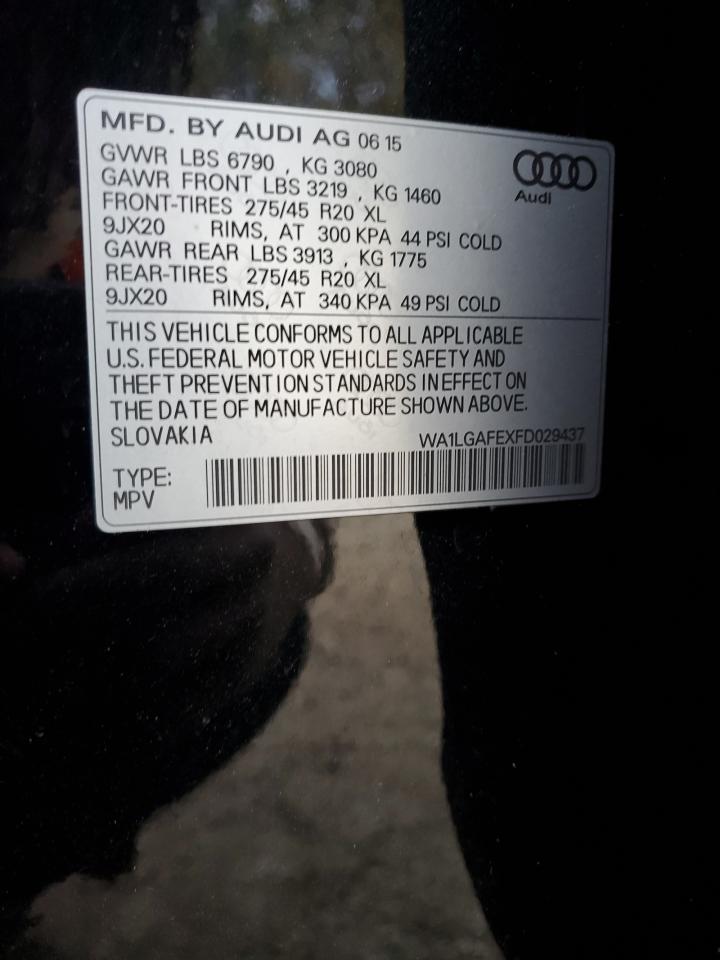 MFD. BY AUDI AG 06 15
GVWR LBS 6790 , KG 3080
GAWR FRONT LBS 3219 , KG 1460
FRONT-TIRES 275/45 R20 XL
9JX20 RIMS, AT 300 KPA 44 PSI COLD
GAWR REAR LBS 3913 , KG 1775
REAR-TIRES 275/45 R20 XL
9JX20 RIMS, AT 340 KPA 49 PSI COLD
Audi
THIS VEHICLE CONFORMS TO ALL APPLICABLE
U.S. FEDERAL MOTOR VEHICLE SAFETY AND
THEFT PREVENTION STANDARDS IN EFFECT ON
THE DATE OF MANUFACTURE SHOWN ABOVE.
SLOVAKIA WA1LGAFEXFD029437
TYPE:
MPV